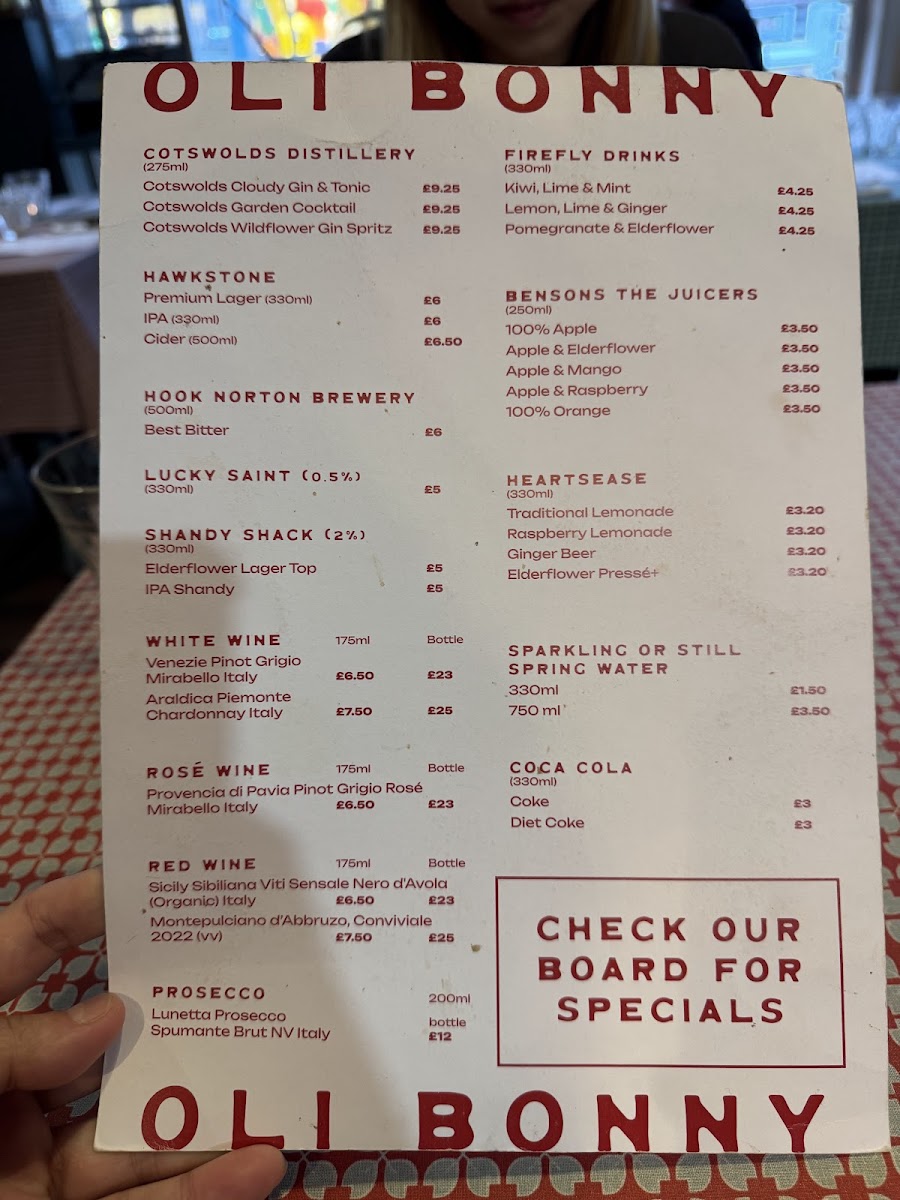 OLI BONNY
COTSWOLDS DISTILLERY
(275ml)
Cotswolds Cloudy Gin & Tonic £9.25
Cotswolds Garden Cocktail £9.25
Cotswolds Wildflower Gin Spritz £9.25
HAWKSTONE
Premium Lager (330ml) £6
IPA (330ml) £6
Cider (500ml) £6.50
HOOK NORTON BREWERY
(500ml)
Best Bitter £6
LUCKY SAINT (0.5%)
(330ml) £5
SHANDY SHACK (2%)
(330ml)
Elderflower Lager Top £5
IPA Shandy £5
WHITE WINE 175ml Bottle
Venezie Pinot Grigio
Mirabello Italy £6.50 £23
Araldica Piemonte
Chardonnay Italy £7.50 £25
ROSÉ WINE 175ml Bottle
Provencia di Pavia Pinot Grigio Rosé
Mirabello Italy £6.50 £23
RED WINE 175ml Bottle
Sicily Sibiliana Viti Sensale Nero d'Avola
(Organic) Italy £6.50 £23
Montepulciano d'Abbruzo, Conviviale
2022 (vv) £7.50 £25
PROSECCO 200ml
Lunetta Prosecco bottle
Spumante Brut NV Italy £12
FIREFLY DRINKS
(330ml)
Kiwi, Lime & Mint £4.25
Lemon, Lime & Ginger £4.25
Pomegranate & Elderflower £4.25
BENSONS THE JUICERS
(250ml)
100% Apple £3.50
Apple & Elderflower £3.50
Apple & Mango £3.50
Apple & Raspberry £3.50
100% Orange £3.50
HEARTSEASE
(330ml)
Traditional Lemonade £3.20
Raspberry Lemonade £3.20
Ginger Beer £3.20
Elderflower Pressé+ £3.20
SPARKLING OR STILL
SPRING WATER
330ml £1.50
750 ml £3.50
COCA COLA
(330ml)
Coke £3
Diet Coke £3
CHECK OUR
BOARD FOR
SPECIALS
OLI BONNY